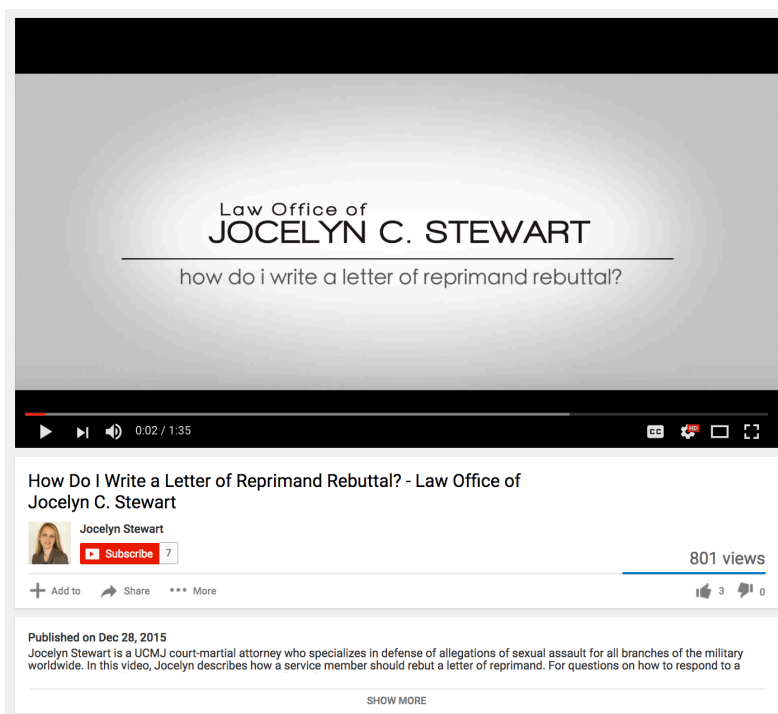 Law Office of
JOCELYN C. STEWART
how do i write a letter of reprimand rebuttal?
0:02 / 1:35
CC
HD
How Do I Write a Letter of Reprimand Rebuttal? - Law Office of
Jocelyn C. Stewart
Jocelyn Stewart
Subscribe 7
801 views
Add to Share More
3 0
Published on Dec 28, 2015
Jocelyn Stewart is a UCMJ court-martial attorney who specializes in defense of allegations of sexual assault for all branches of the military
worldwide. In this video, Jocelyn describes how a service member should rebut a letter of reprimand. For questions on how to respond to a
SHOW MORE